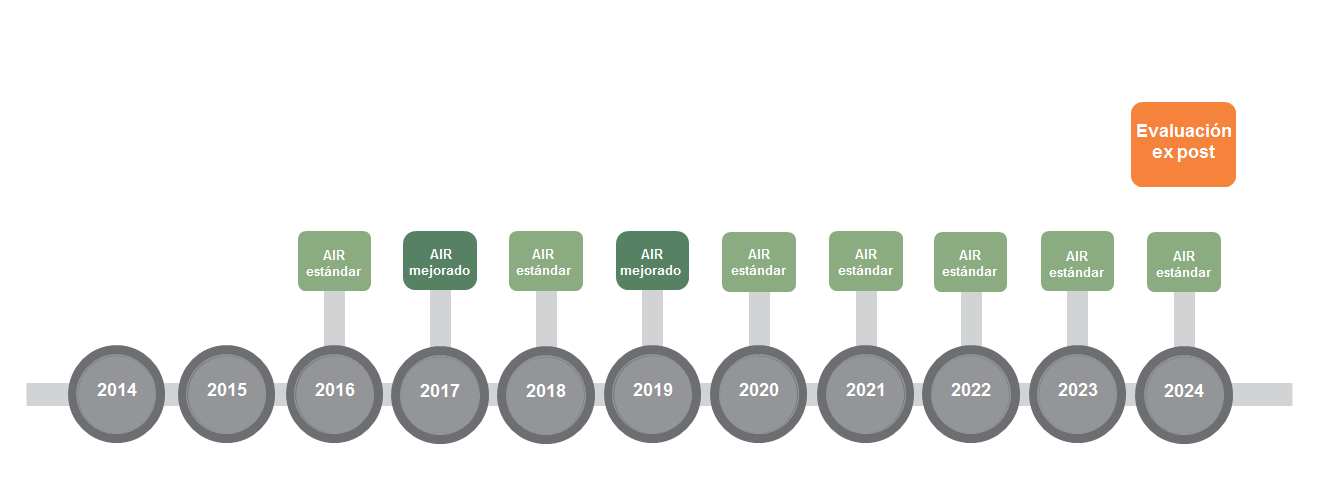 Evaluación
ex post
AIR
estándar
AIR
mejorado
AIR
estándar
AIR
mejorado
AIR
estándar
AIR
estándar
AIR
estándar
AIR
estándar
AIR
estándar
2014
2015
2016
2017
2018
2019
2020
2021
2022
2023
2024